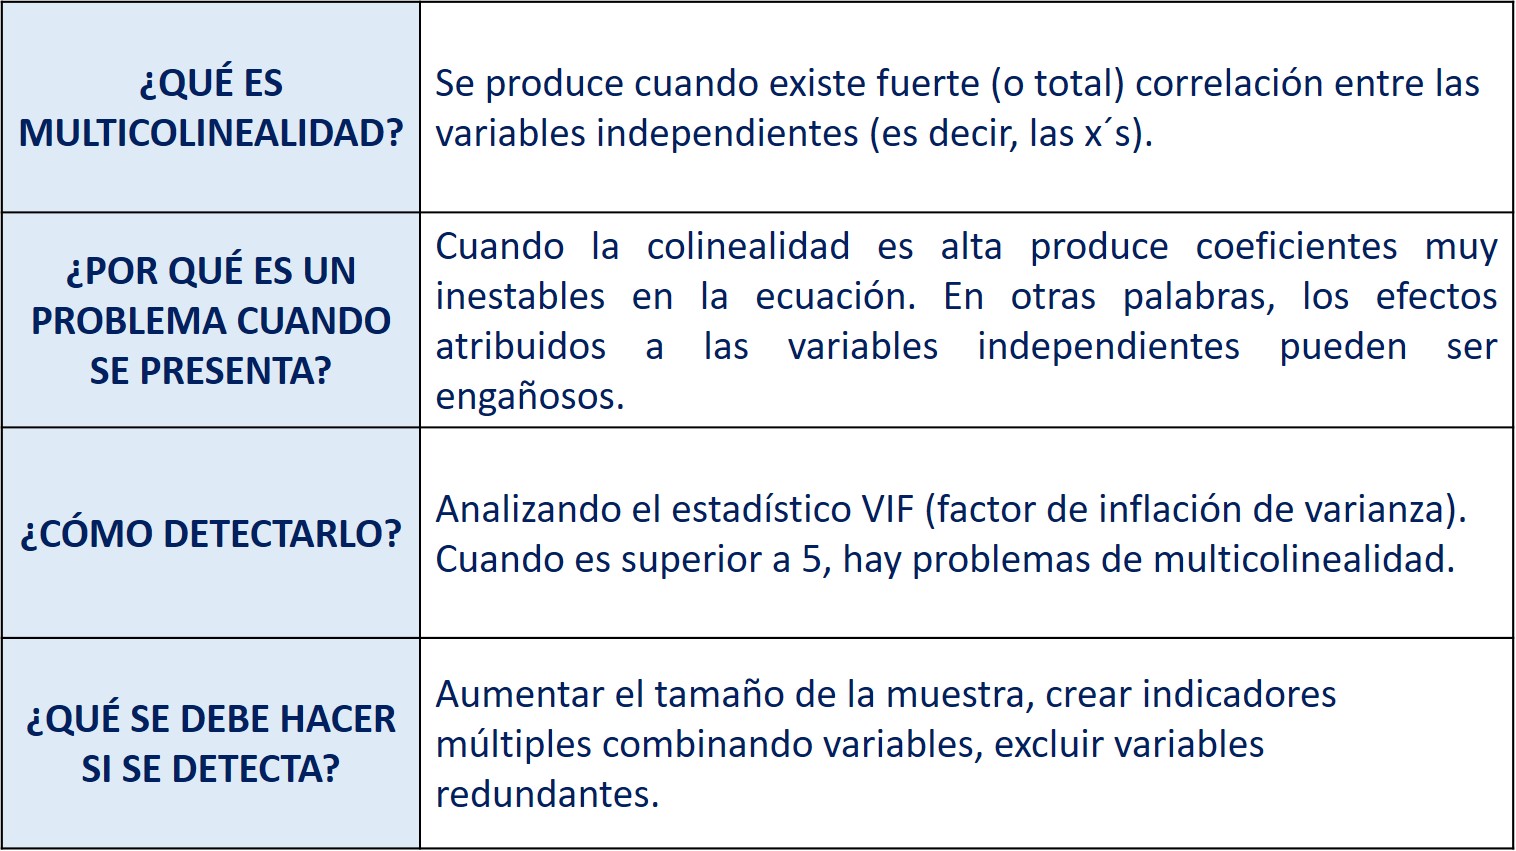 ¿QUÉ ES
MULTICOLINEALIDAD?
Se produce cuando existe fuerte (o total) correlación entre las
variables independientes (es decir, las x´s).
¿POR QUÉ ES UN
PROBLEMA CUANDO
SE PRESENTA?
Cuando la colinealidad es alta produce coeficientes muy
inestables en la ecuación. En otras palabras, los efectos
atribuidos a las variables independientes pueden ser
engañosos.
¿CÓMO DETECTARLO?
Analizando el estadístico VIF (factor de inflación de varianza).
Cuando es superior a 5, hay problemas de multicolinealidad.
¿QUÉ SE DEBE HACER
SI SE DETECTA?
Aumentar el tamaño de la muestra, crear indicadores
múltiples combinando variables, excluir variables
redundantes.